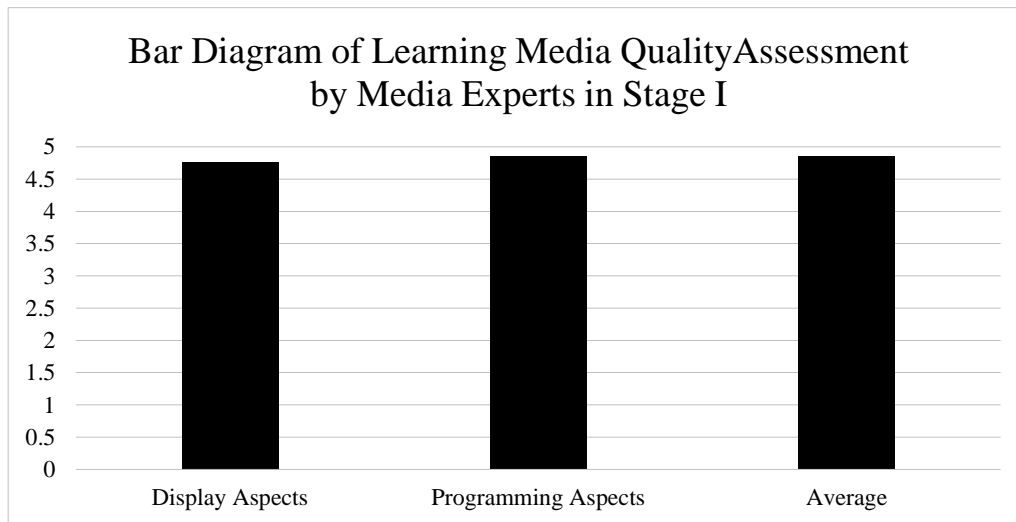 Bar Diagram of Learning Media QualityAssessment
by Media Experts in Stage I
5
4.5
4
3.5
3
2.5
2
1.5
1
0.5
0
Display Aspects
Programming Aspects
Average